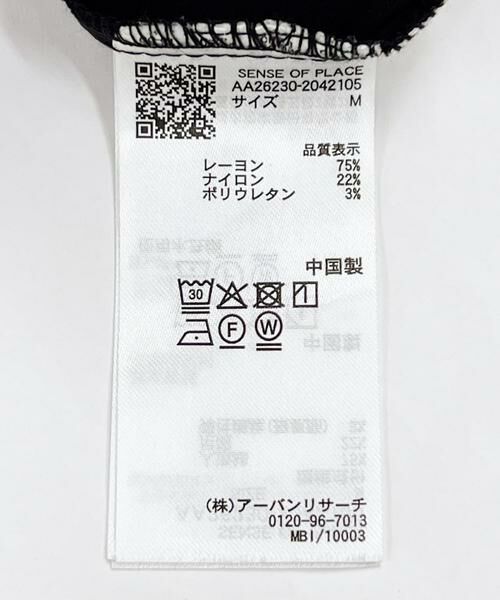 SENSE OF PLACE
AA26230-2042105
サイズ M
品質表示
レーヨン 75%
ナイロン 22%
ポリウレタン 3%
中国製
30
F W
(株)アーバンリサーチ
0120-96-7013
MBI/10003